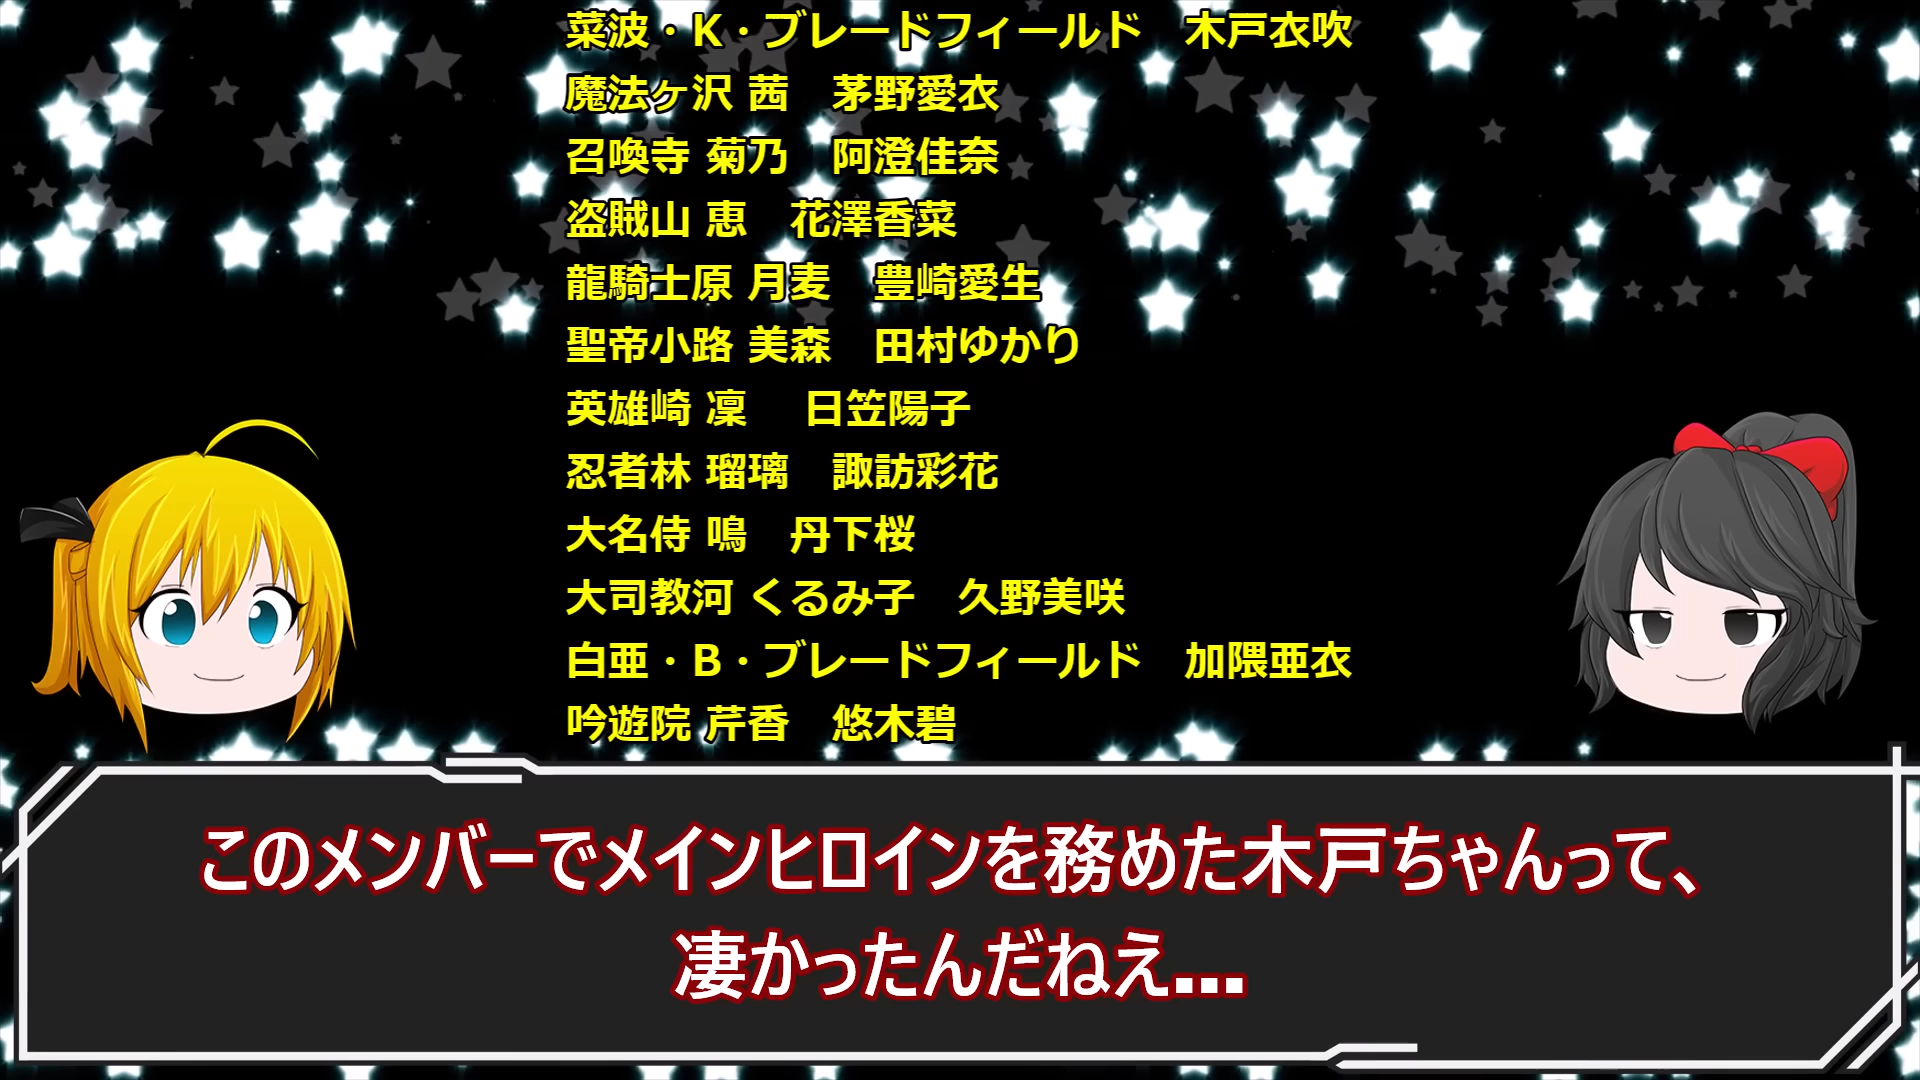 菜波・K・ブレードフィールド　木戸衣吹
魔法ヶ沢 茜　茅野愛衣
召喚寺 菊乃　阿澄佳奈
盗賊山 恵　花澤香菜
龍騎士原 月麦　豊崎愛生
聖帝小路 美森　田村ゆかり
英雄崎 凜　日笠陽子
忍者林 瑠璃　諏訪彩花
大名侍 鳴　丹下桜
大司教河 くるみ子　久野美咲
白亜・B・ブレードフィールド　加隈亜衣
吟遊院 芹香　悠木碧
このメンバーでメインヒロインを務めた木戸ちゃんって、
凄かったんだねえ...